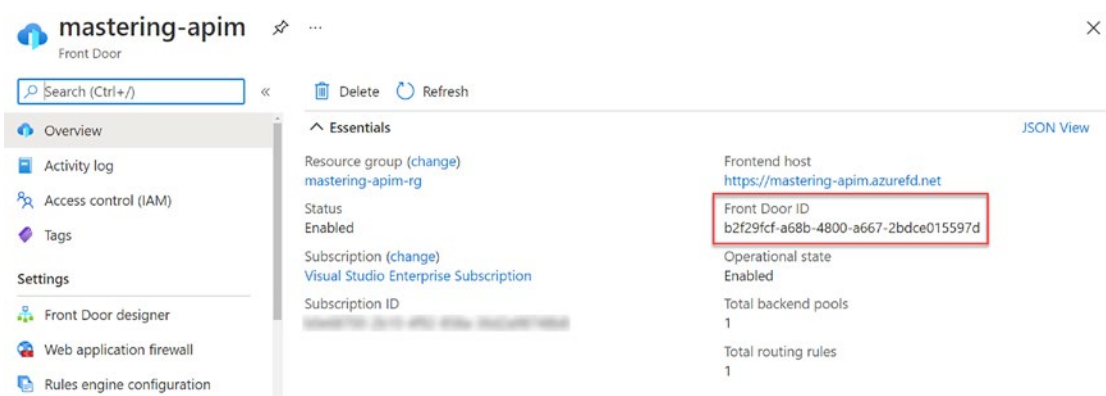 mastering-apim
...
Front Door
Search (Ctrl+/)
«
Overview
Activity log
Access control (IAM)
Tags
Settings
Front Door designer
Web application firewall
Rules engine configuration
Delete
Refresh
Essentials
JSON View
Resource group (change)
mastering-apim-rg
Status
Enabled
Subscription (change)
Visual Studio Enterprise Subscription
Subscription ID
Frontend host
https://mastering-apim.azurefd.net
Front Door ID
b2f29fcf-a68b-4800-a667-2bdce015597d
Operational state
Enabled
Total backend pools
1
Total routing rules
1